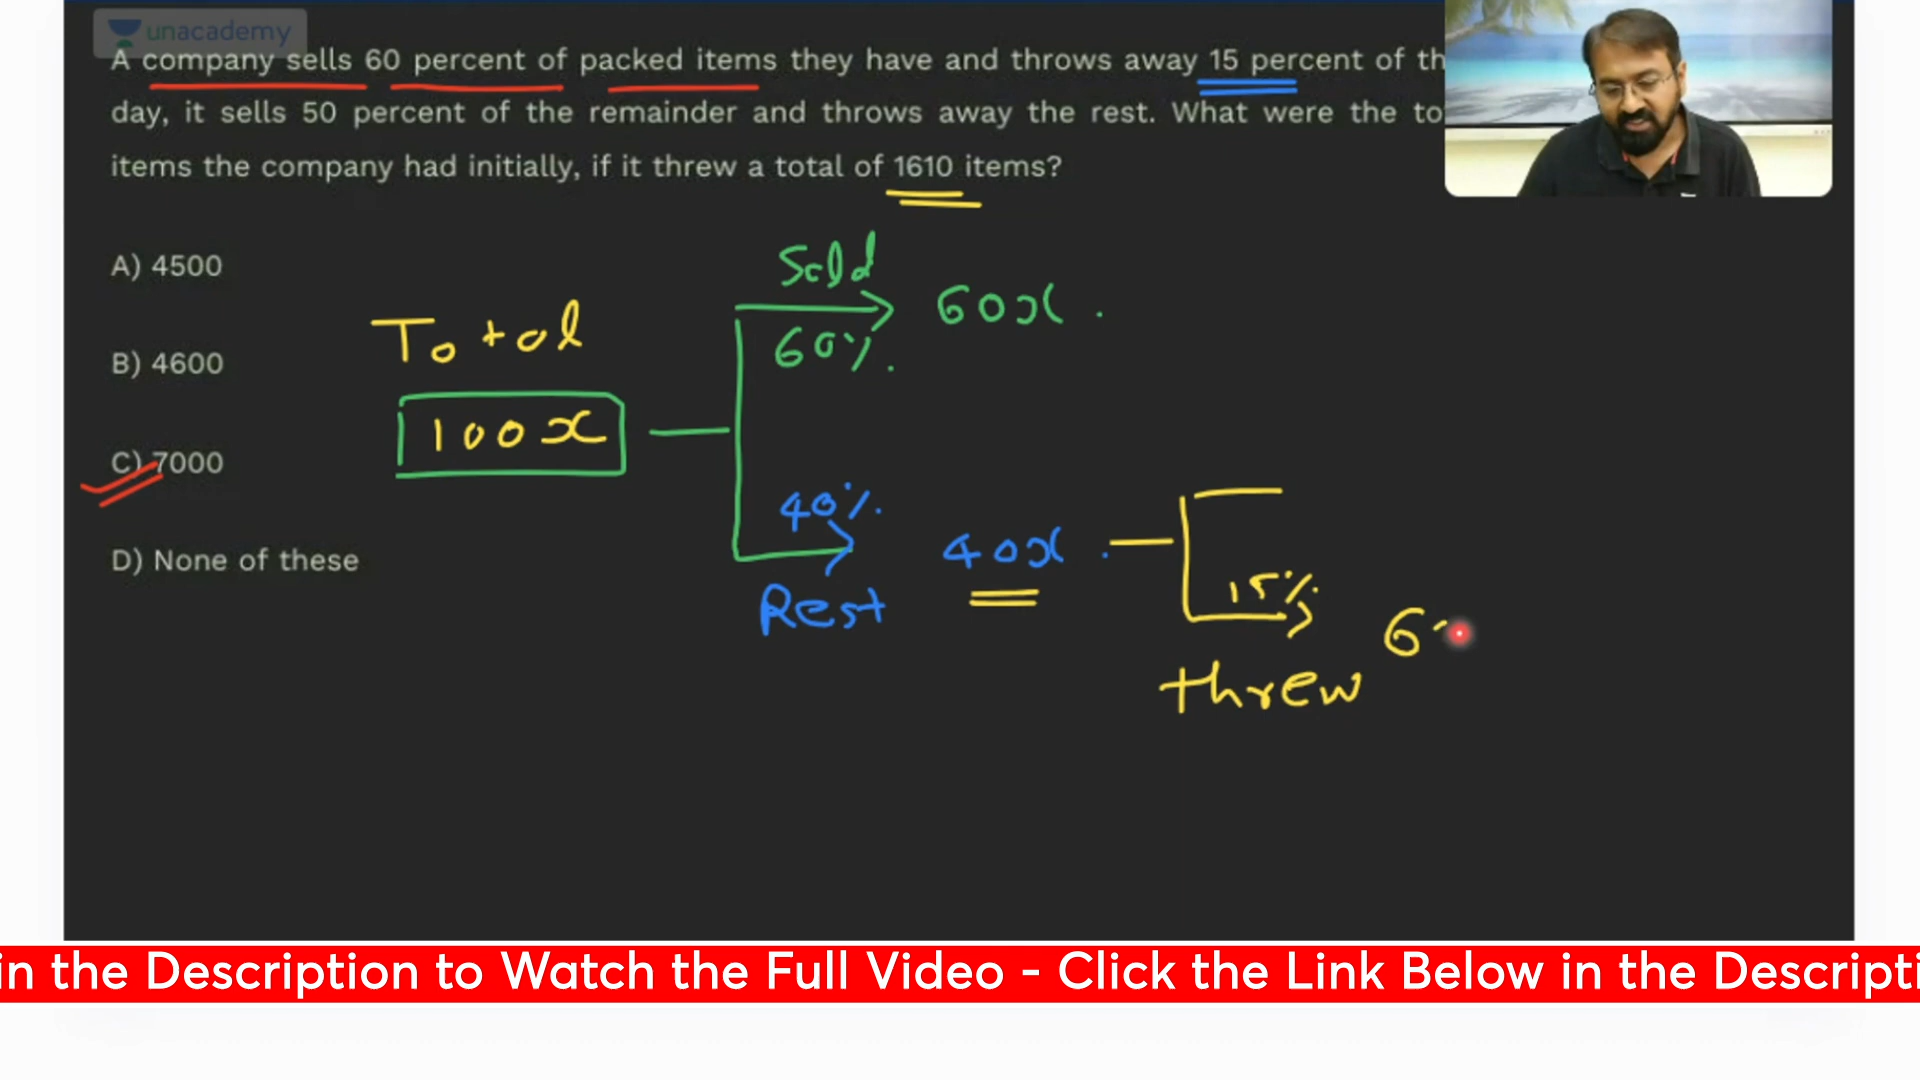 unacademy
A company sells 60 percent of packed items they have and throws away 15 percent of th
day, it sells 50 percent of the remainder and throws away the rest. What were the to
items the company had initially, if it threw a total of 1610 items?
A) 4500
B) 4600
C) 7000
D) None of these
Total
100x
Sold
60%.
60x.
40%.
Rest
40x.
15%.
threw
6
in the Description to Watch the Full Video - Click the Link Below in the Descripti